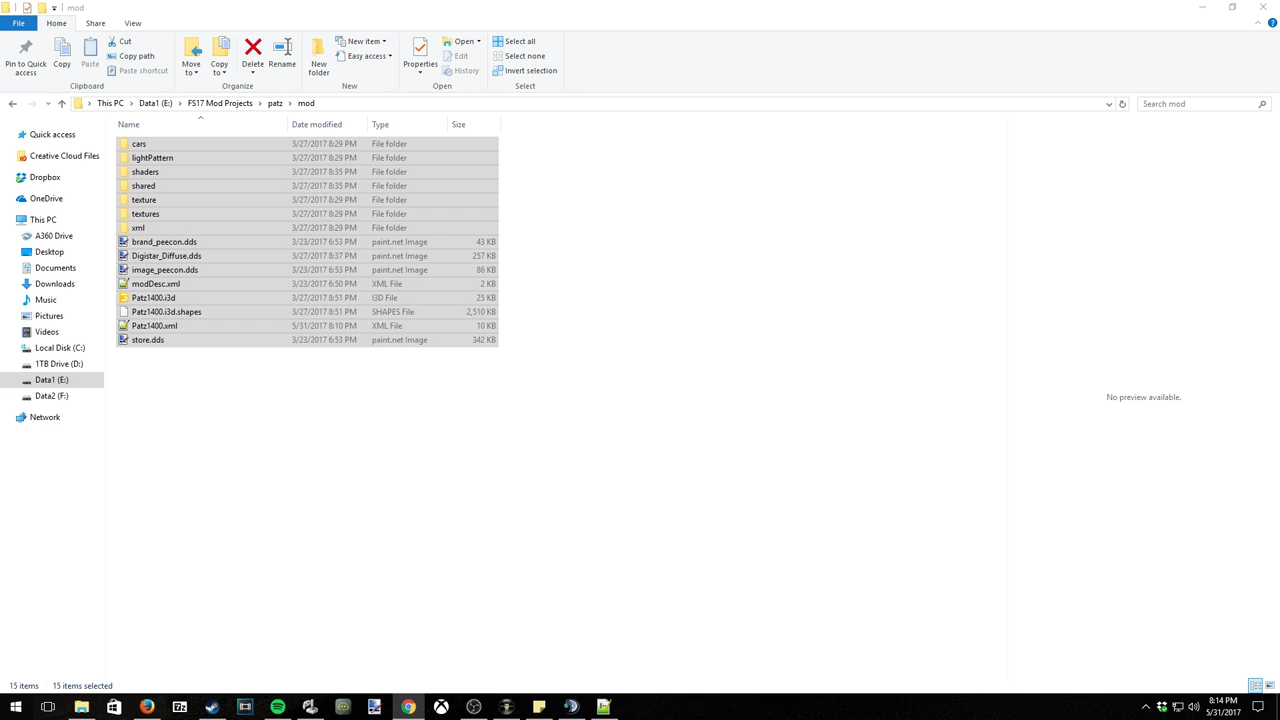 mod
File Home Share View
Pin to Quick access
Copy
Paste
Cut
Copy path
Paste shortcut
Clipboard
Move to
Copy to
Delete
Rename
Organize
New folder
New item
Easy access
New
Properties
Open
Edit
History
Open
Select all
Select none
Invert selection
Select
This PC Data1 (E:) FS17 Mod Projects patz mod
Search mod
Name Date modified Type Size
Quick access
Creative Cloud Files
Dropbox
OneDrive
This PC
A360 Drive
Desktop
Documents
Downloads
Music
Pictures
Videos
Local Disk (C:)
1TB Drive (D:)
Data1 (E:)
Data2 (F:)
Network
cars 3/27/2017 8:29 PM File folder
lightPattern 3/27/2017 8:29 PM File folder
shaders 3/27/2017 8:35 PM File folder
shared 3/27/2017 8:35 PM File folder
texture 3/27/2017 8:29 PM File folder
textures 3/27/2017 8:29 PM File folder
xml 3/27/2017 8:29 PM File folder
brand_peecon.dds 3/23/2017 6:53 PM paint.net Image 43 KB
Digistar_Diffuse.dds 3/27/2017 8:37 PM paint.net Image 257 KB
image_peecon.dds 3/23/2017 6:53 PM paint.net Image 86 KB
modDesc.xml 3/23/2017 6:50 PM XML File 2 KB
Patz1400.i3d 3/27/2017 8:51 PM I3D File 25 KB
Patz1400.i3d.shapes 3/27/2017 8:51 PM SHAPES File 2,510 KB
Patz1400.xml 5/31/2017 8:10 PM XML File 10 KB
store.dds 3/23/2017 6:53 PM paint.net Image 342 KB
No preview available.
15 items 15 items selected
8:14 PM
5/31/2017